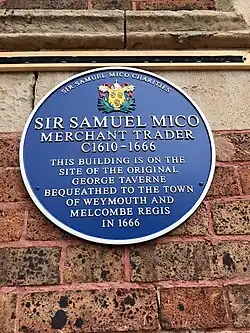 SIR SAMUEL MICO CHARITIES
SIR SAMUEL MICO
MERCHANT TRADER
C1610-1666
THIS BUILDING IS ON THE
SITE OF THE ORIGINAL
GEORGE TAVERNE
BEQUEATHED TO THE TOWN
OF WEYMOUTH AND
MELCOMBE REGIS
IN 1666